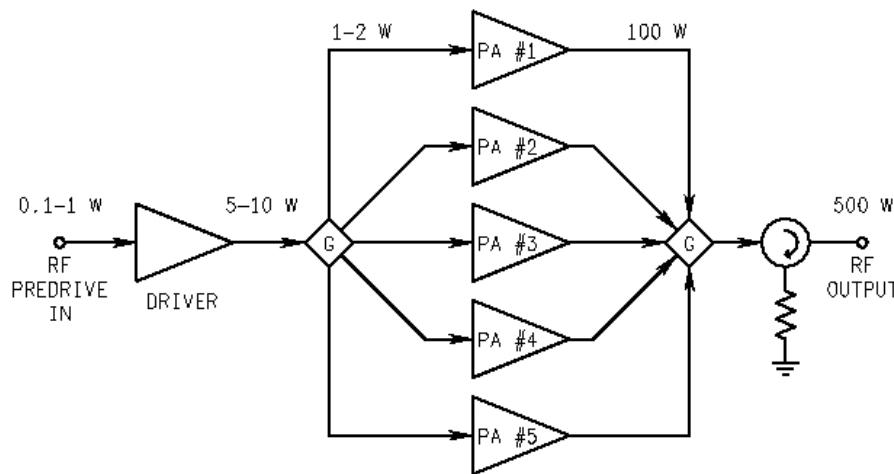 1-2 W
100 W
PA #1
PA #2
0.1-1 W
5-10 W
500 W
G
PA #3
G
RF
PREDRIVE
IN
DRIVER
RF
OUTPUT
PA #4
PA #5